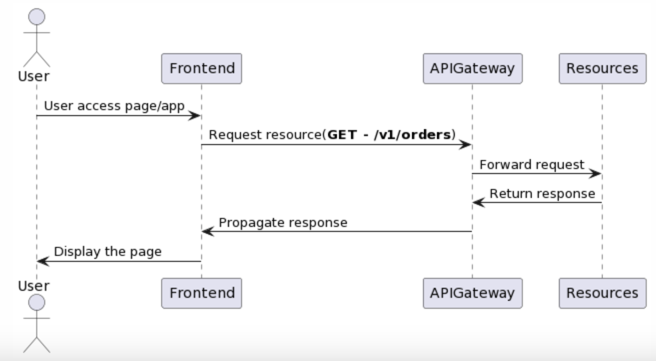 User
Frontend
APIGateway
Resources
User access page/app
Request resource(GET - /v1/orders)
Forward request
Return response
Propagate response
Display the page
User
Frontend
APIGateway
Resources